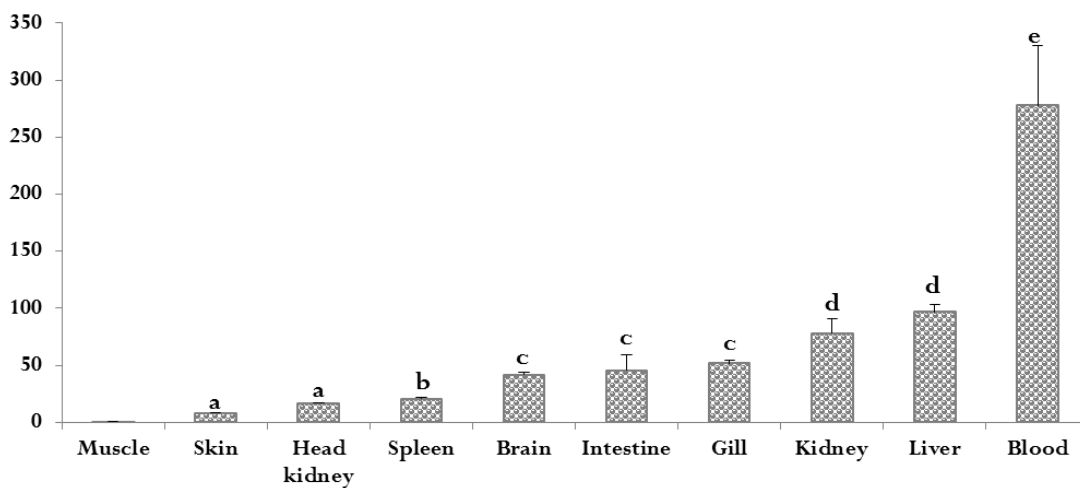 350
300
250
200
150
100
50
0
a
a
b
c
c
c
d
d
e
Muscle Skin Head kidney Spleen Brain Intestine Gill Kidney Liver Blood